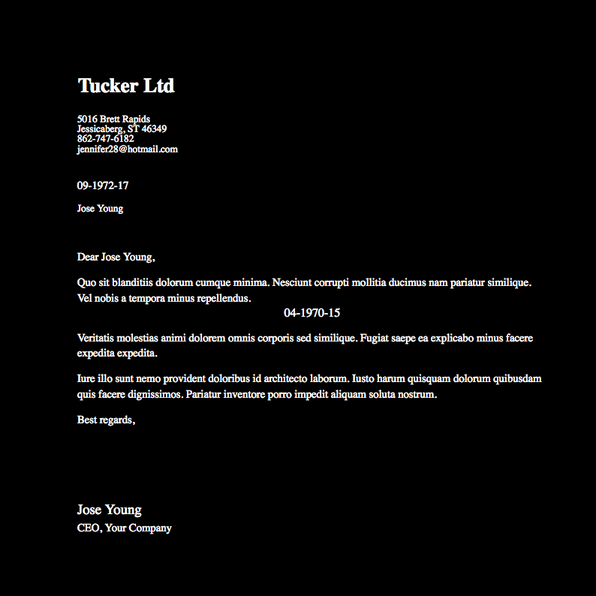 Tucker Ltd
5016 Brett Rapids
Jessicaberg, ST 46349
862-747-6182
jennifer28@hotmail.com
09-1972-17
Jose Young
Dear Jose Young,
Quo sit blanditiis dolorum cumque minima. Nesciunt corrupti mollitia ducimus nam pariatur similique.
Vel nobis a tempora minus repellendus.
04-1970-15
Veritatis molestias animi dolorem omnis corporis sed similique. Fugiat saepe ea explicabo minus facere
expedita expedita.
Iure illo sunt nemo provident doloribus id architecto laborum. Iusto harum quisquam dolorum quibusdam
quis facere dignissimos. Pariatur inventore porro impedit aliquam soluta nostrum.
Best regards,
Jose Young
CEO, Your Company